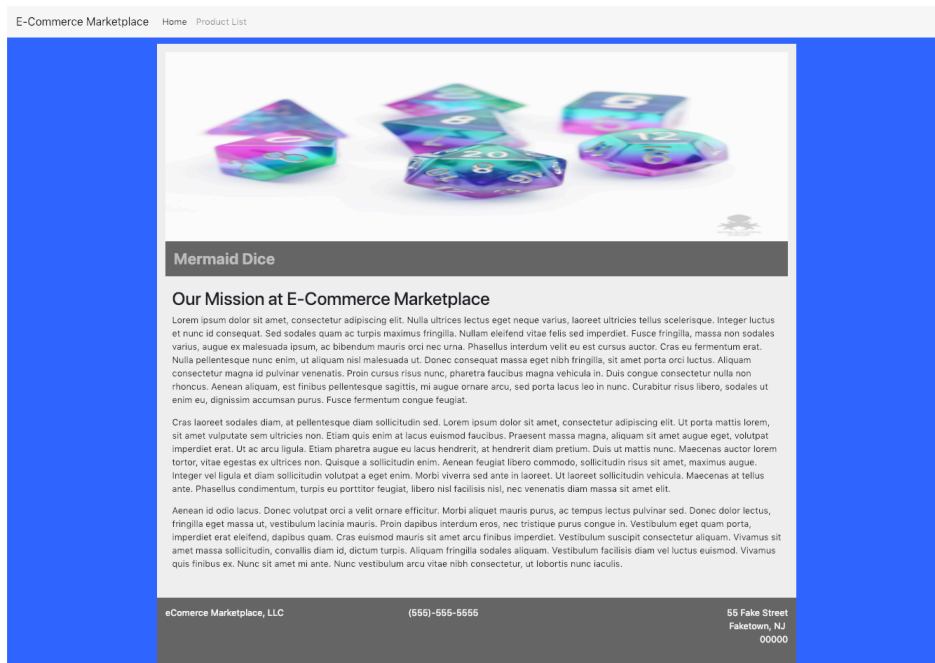 E-Commerce Marketplace Home Product List
Mermaid Dice
Our Mission at E-Commerce Marketplace
Lorem ipsum dolor sit amet, consectetur adipiscing elit. Nulla ultrices lectus eget neque varius, laoreet ultricies tellus scelerisque. Integer luctus
et nunc id consequat. Sed sodales quam ac turpis maximus fringilla. Nullam eleifend vitae felis sed imperdiet. Fusce fringilla, massa non sodales
varius, augue ex malesuada ipsum, ac bibendum mauris orci nec urna. Phasellus interdum velit eu est cursus auctor. Cras eu fermentum erat.
Nulla pellentesque nunc enim, ut aliquam nisl malesuada ut. Donec consequat massa eget nibh fringilla, sit amet porta orci luctus. Aliquam
consectetur magna id pulvinar venenatis. Proin cursus risus nunc, pharetra faucibus magna vehicula in. Duis congue consectetur nulla non
rhoncus. Aenean aliquam, est finibus pellentesque sagittis, mi augue ornare arcu, sed porta lacus leo in nunc. Curabitur risus libero, sodales ut
enim eu, dignissim accumsan purus. Fusce fermentum congue feugiat.
Cras laoreet sodales diam, at pellentesque diam sollicitudin sed. Lorem ipsum dolor sit amet, consectetur adipiscing elit. Ut porta mattis lorem,
sit amet vulputate sem ultricies non. Etiam quis enim at lacus euismod faucibus. Praesent massa magna, aliquam sit amet augue eget, volutpat
imperdiet erat. Ut ac arcu ligula. Etiam pharetra augue eu lacus hendrerit, at hendrerit diam pretium. Duis ut mattis nunc. Maecenas auctor lorem
tortor, vitae egestas ex ultrices non. Quisque a sollicitudin enim. Aenean feugiat libero commodo, sollicitudin risus sit amet, maximus augue.
Integer vel ligula et diam sollicitudin volutpat a eget enim. Morbi viverra sed ante in laoreet. Ut laoreet sollicitudin vehicula. Maecenas at tellus
ante. Phasellus condimentum, turpis eu porttitor feugiat, libero nisl facilisis nisl, nec venenatis diam massa sit amet elit.
Aenean id odio lacus. Donec volutpat orci a velit ornare efficitur. Morbi aliquet mauris purus, ac tempus lectus pulvinar sed. Donec dolor lectus,
fringilla eget massa ut, vestibulum lacinia mauris. Proin dapibus interdum eros, nec tristique purus congue in. Vestibulum eget quam porta,
imperdiet erat eleifend, dapibus quam. Cras euismod mauris sit amet arcu finibus imperdiet. Vestibulum suscipit consectetur aliquam. Vivamus sit
amet massa sollicitudin, convallis diam id, dictum turpis. Aliquam fringilla sodales aliquam. Vestibulum facilisis diam vel luctus euismod. Vivamus
quis finibus ex. Nunc sit amet mi ante. Nunc vestibulum arcu vitae nibh consectetur, ut lobortis nunc iaculis.
eComerce Marketplace, LLC (555)-555-5555 55 Fake Street
Faketown, NJ
00000